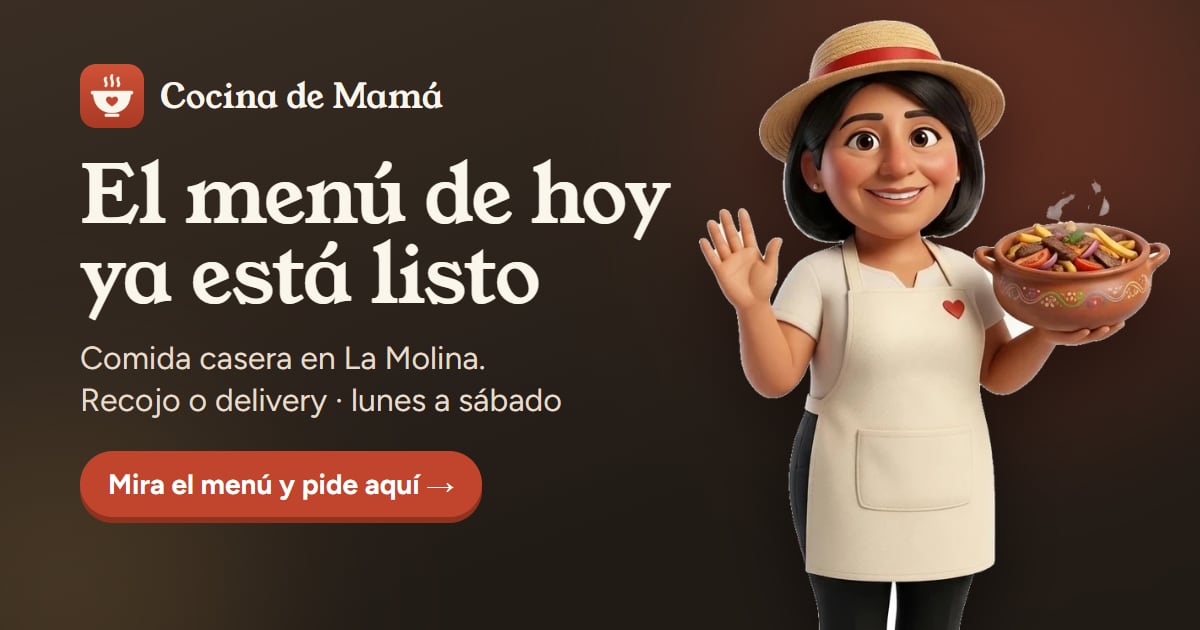 Cocina de Mamá
El menú de hoy
ya está listo
Comida casera en La Molina.
Recojo o delivery · lunes a sábado
Mira el menú y pide aquí →